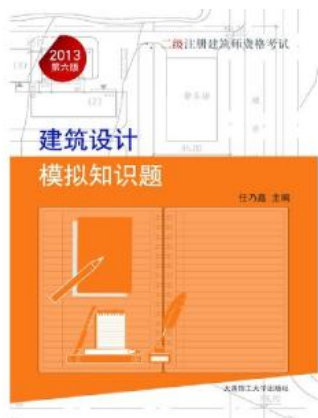 2013
第六版
一、二级注册建筑师资格考试
建筑设计
模拟知识题
任乃鑫 主编
大连理工大学出版社